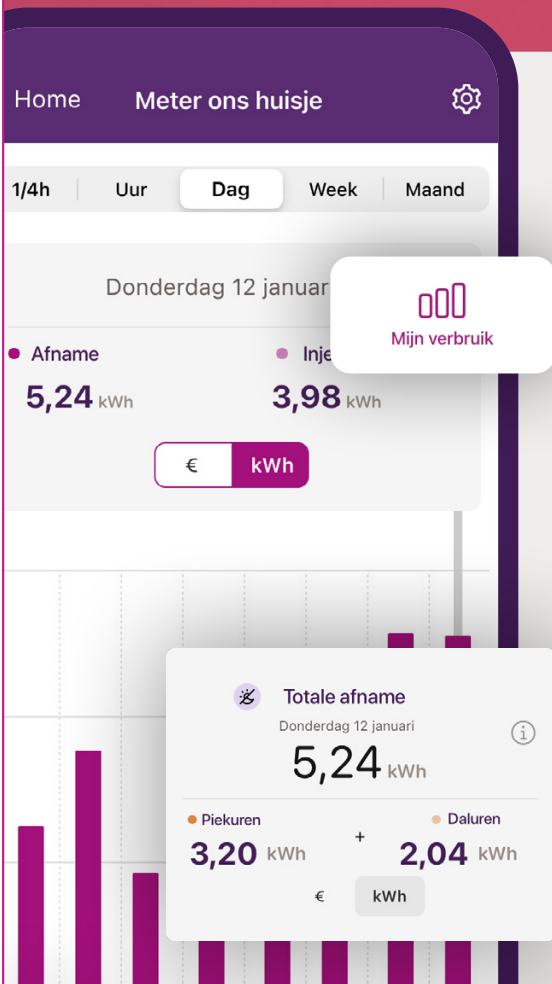 Home Meter ons huisje
1/4h Uur Dag Week Maand
Donderdag 12 januar
Mijn verbruik
Afname Inje
5,24 kWh 3,98 kWh
€ kWh
Totale afname
Donderdag 12 januari
5,24 kWh
Piekuren Daluren
3,20 kWh + 2,04 kWh
€ kWh